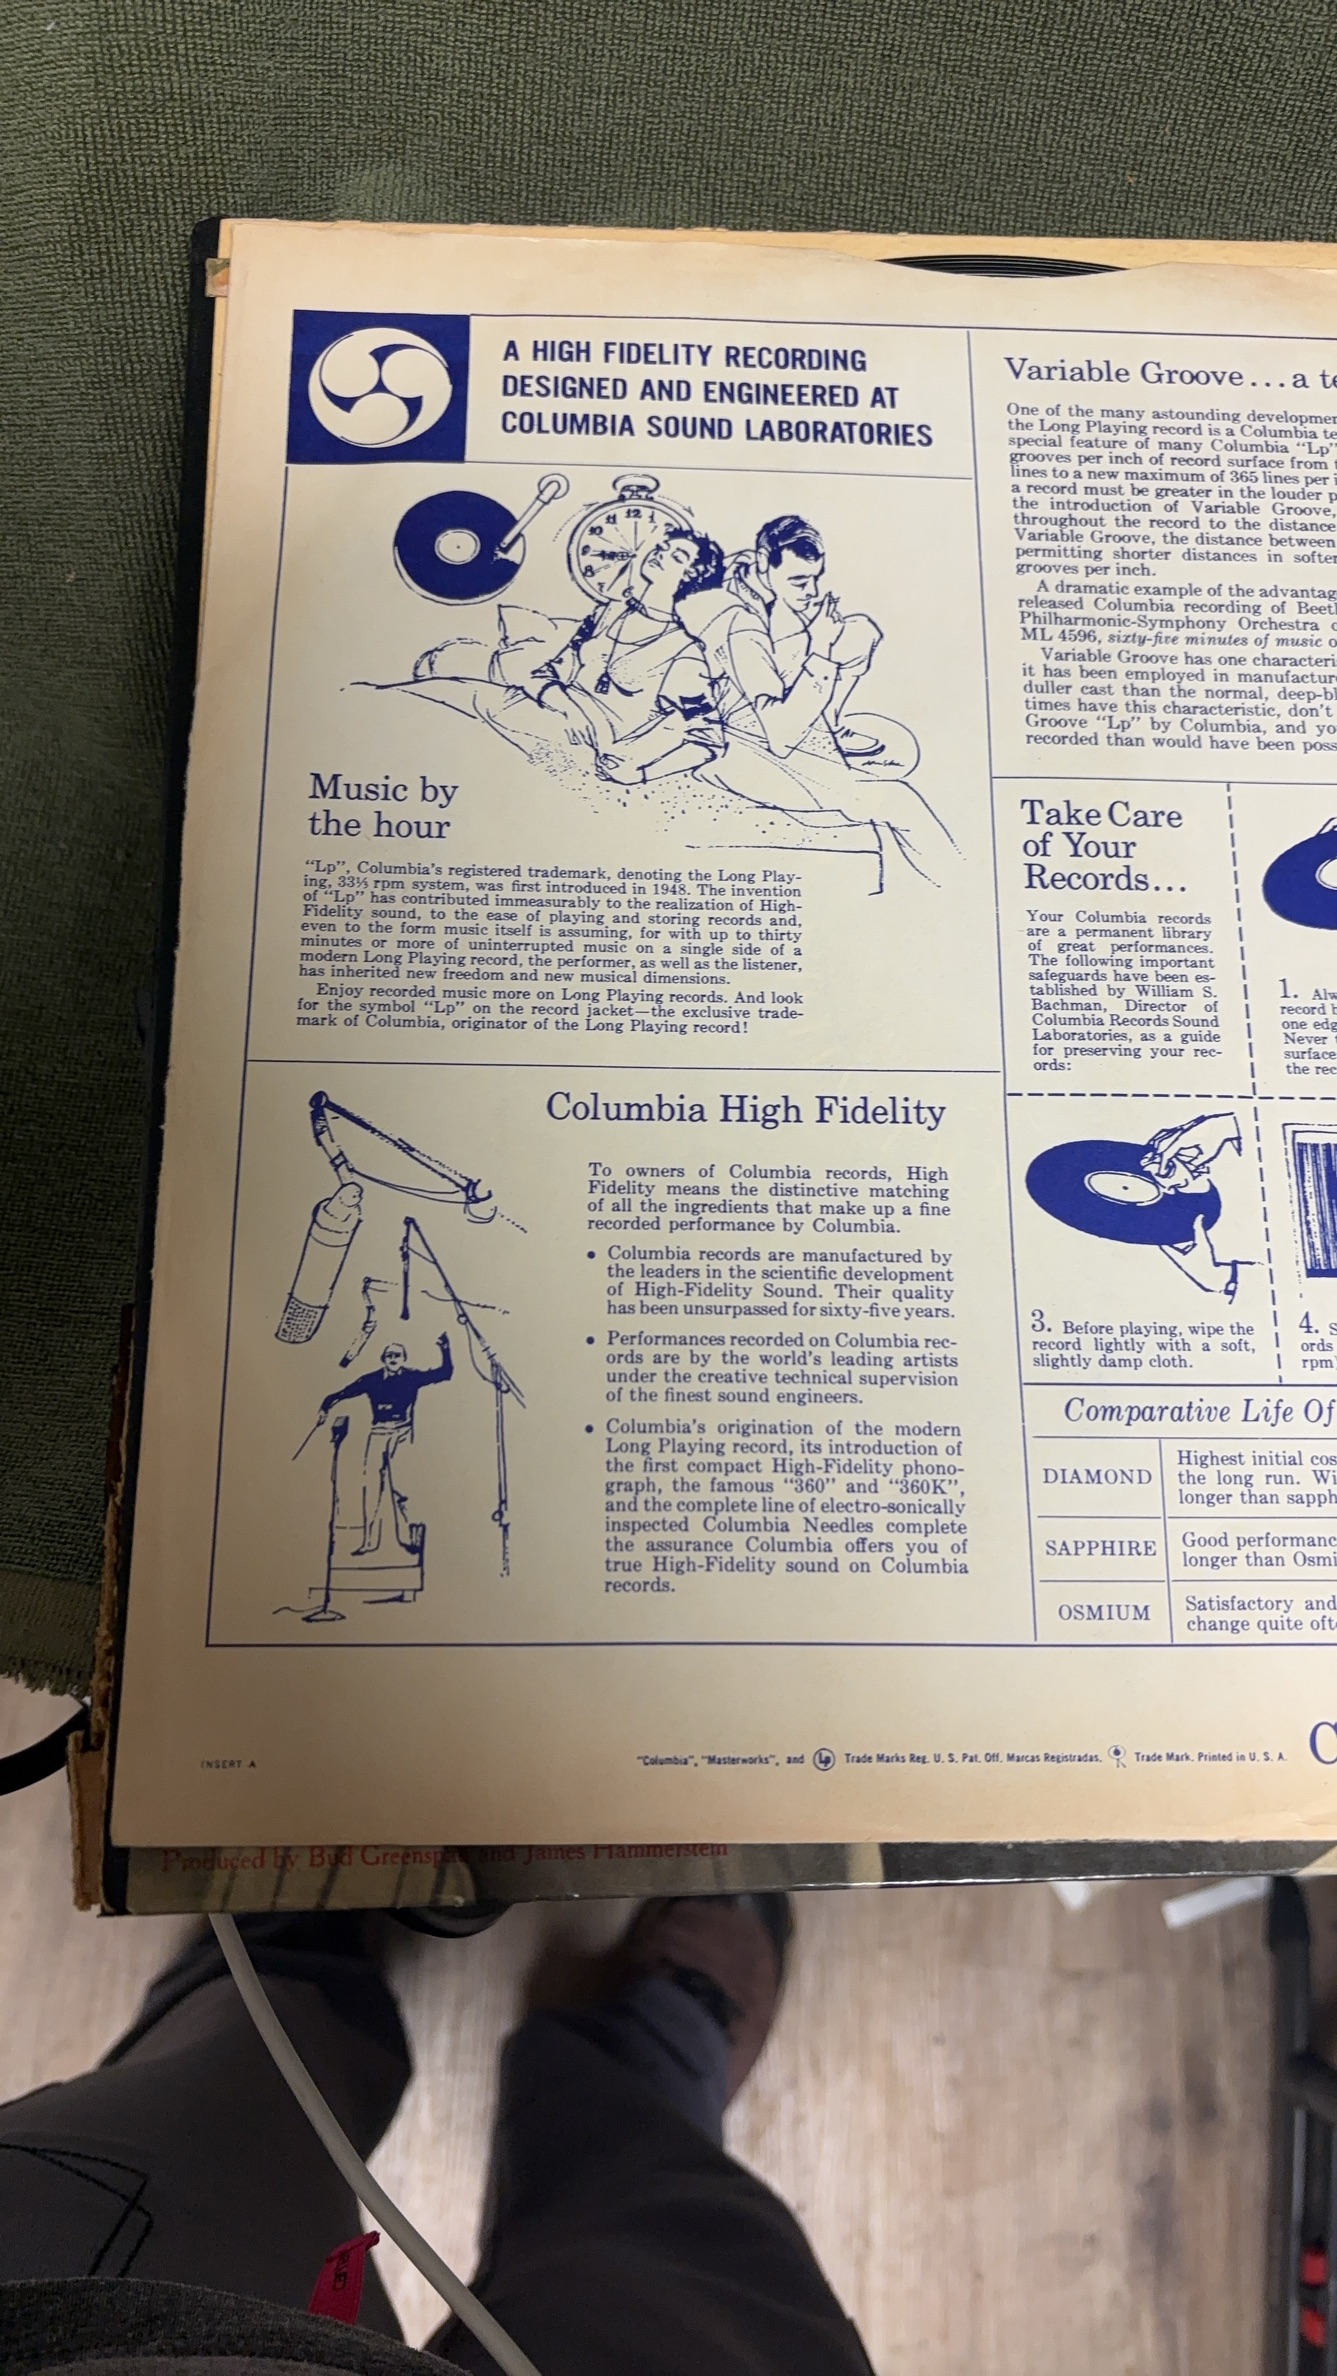 A HIGH FIDELITY RECORDING
DESIGNED AND ENGINEERED AT
COLUMBIA SOUND LABORATORIES
Music by
the hour
"Lp", Columbia's registered trademark, denoting the Long Play-
ing, 33⅓ rpm system, was first introduced in 1948. The invention
of "Lp" has contributed immeasurably to the realization of High-
Fidelity sound, to the ease of playing and storing records and,
even to the form music itself is assuming, for with up to thirty
minutes or more of uninterrupted music on a single side of a
modern Long Playing record, the performer, as well as the listener,
has inherited new freedom and new musical dimensions.
Enjoy recorded music more on Long Playing records. And look
for the symbol "Lp" on the record jacket—the exclusive trade-
mark of Columbia, originator of the Long Playing record!
Columbia High Fidelity
To owners of Columbia records, High
Fidelity means the distinctive matching
of all the ingredients that make up a fine
recorded performance by Columbia.
• Columbia records are manufactured by
the leaders in the scientific development
of High-Fidelity Sound. Their quality
has been unsurpassed for sixty-five years.
• Performances recorded on Columbia rec-
ords are by the world's leading artists
under the creative technical supervision
of the finest sound engineers.
• Columbia's origination of the modern
Long Playing record, its introduction of
the first compact High-Fidelity phono-
graph, the famous "360" and "360K",
and the complete line of electro-sonically
inspected Columbia Needles complete
the assurance Columbia offers you of
true High-Fidelity sound on Columbia
records.
Variable Groove...a te
One of the many astounding developmen
the Long Playing record is a Columbia te
special feature of many Columbia "Lp"
grooves per inch of record surface from
lines to a new maximum of 365 lines per i
a record must be greater in the louder p
the introduction of Variable Groove,
throughout the record to the distance
Variable Groove, the distance between
permitting shorter distances in softer
grooves per inch.
A dramatic example of the advantag
released Columbia recording of Beet
Philharmonic-Symphony Orchestra
ML 4596, sixty-five minutes of music o
Variable Groove has one characteri
it has been employed in manufactur
duller cast than the normal, deep-bl
times have this characteristic, don't
Groove "Lp" by Columbia, and yo
recorded than would have been poss
Take Care
of Your
Records...
Your Columbia records
are a permanent library
of great performances.
The following important
safeguards have been es-
tablished by William S.
Bachman, Director of
Columbia Records Sound
Laboratories, as a guide
for preserving your rec-
ords:
1. Alw
record b
one edg
Never
surface
the rec
3. Before playing, wipe the
record lightly with a soft,
slightly damp cloth.
4. S
ords
rpm
Comparative Life Of
DIAMOND
Highest initial cos
the long run. Wi
longer than sapph
SAPPHIRE
Good performanc
longer than Osmi
OSMIUM
Satisfactory and
change quite oft
INSERT A
"Columbia", "Masterworks", and Lp Trade Marks Reg. U. S. Pat. Off. Marcas Registradas. Trade Mark. Printed in U. S. A.
C
Produced by Bud Greenspan and James Hammerstein